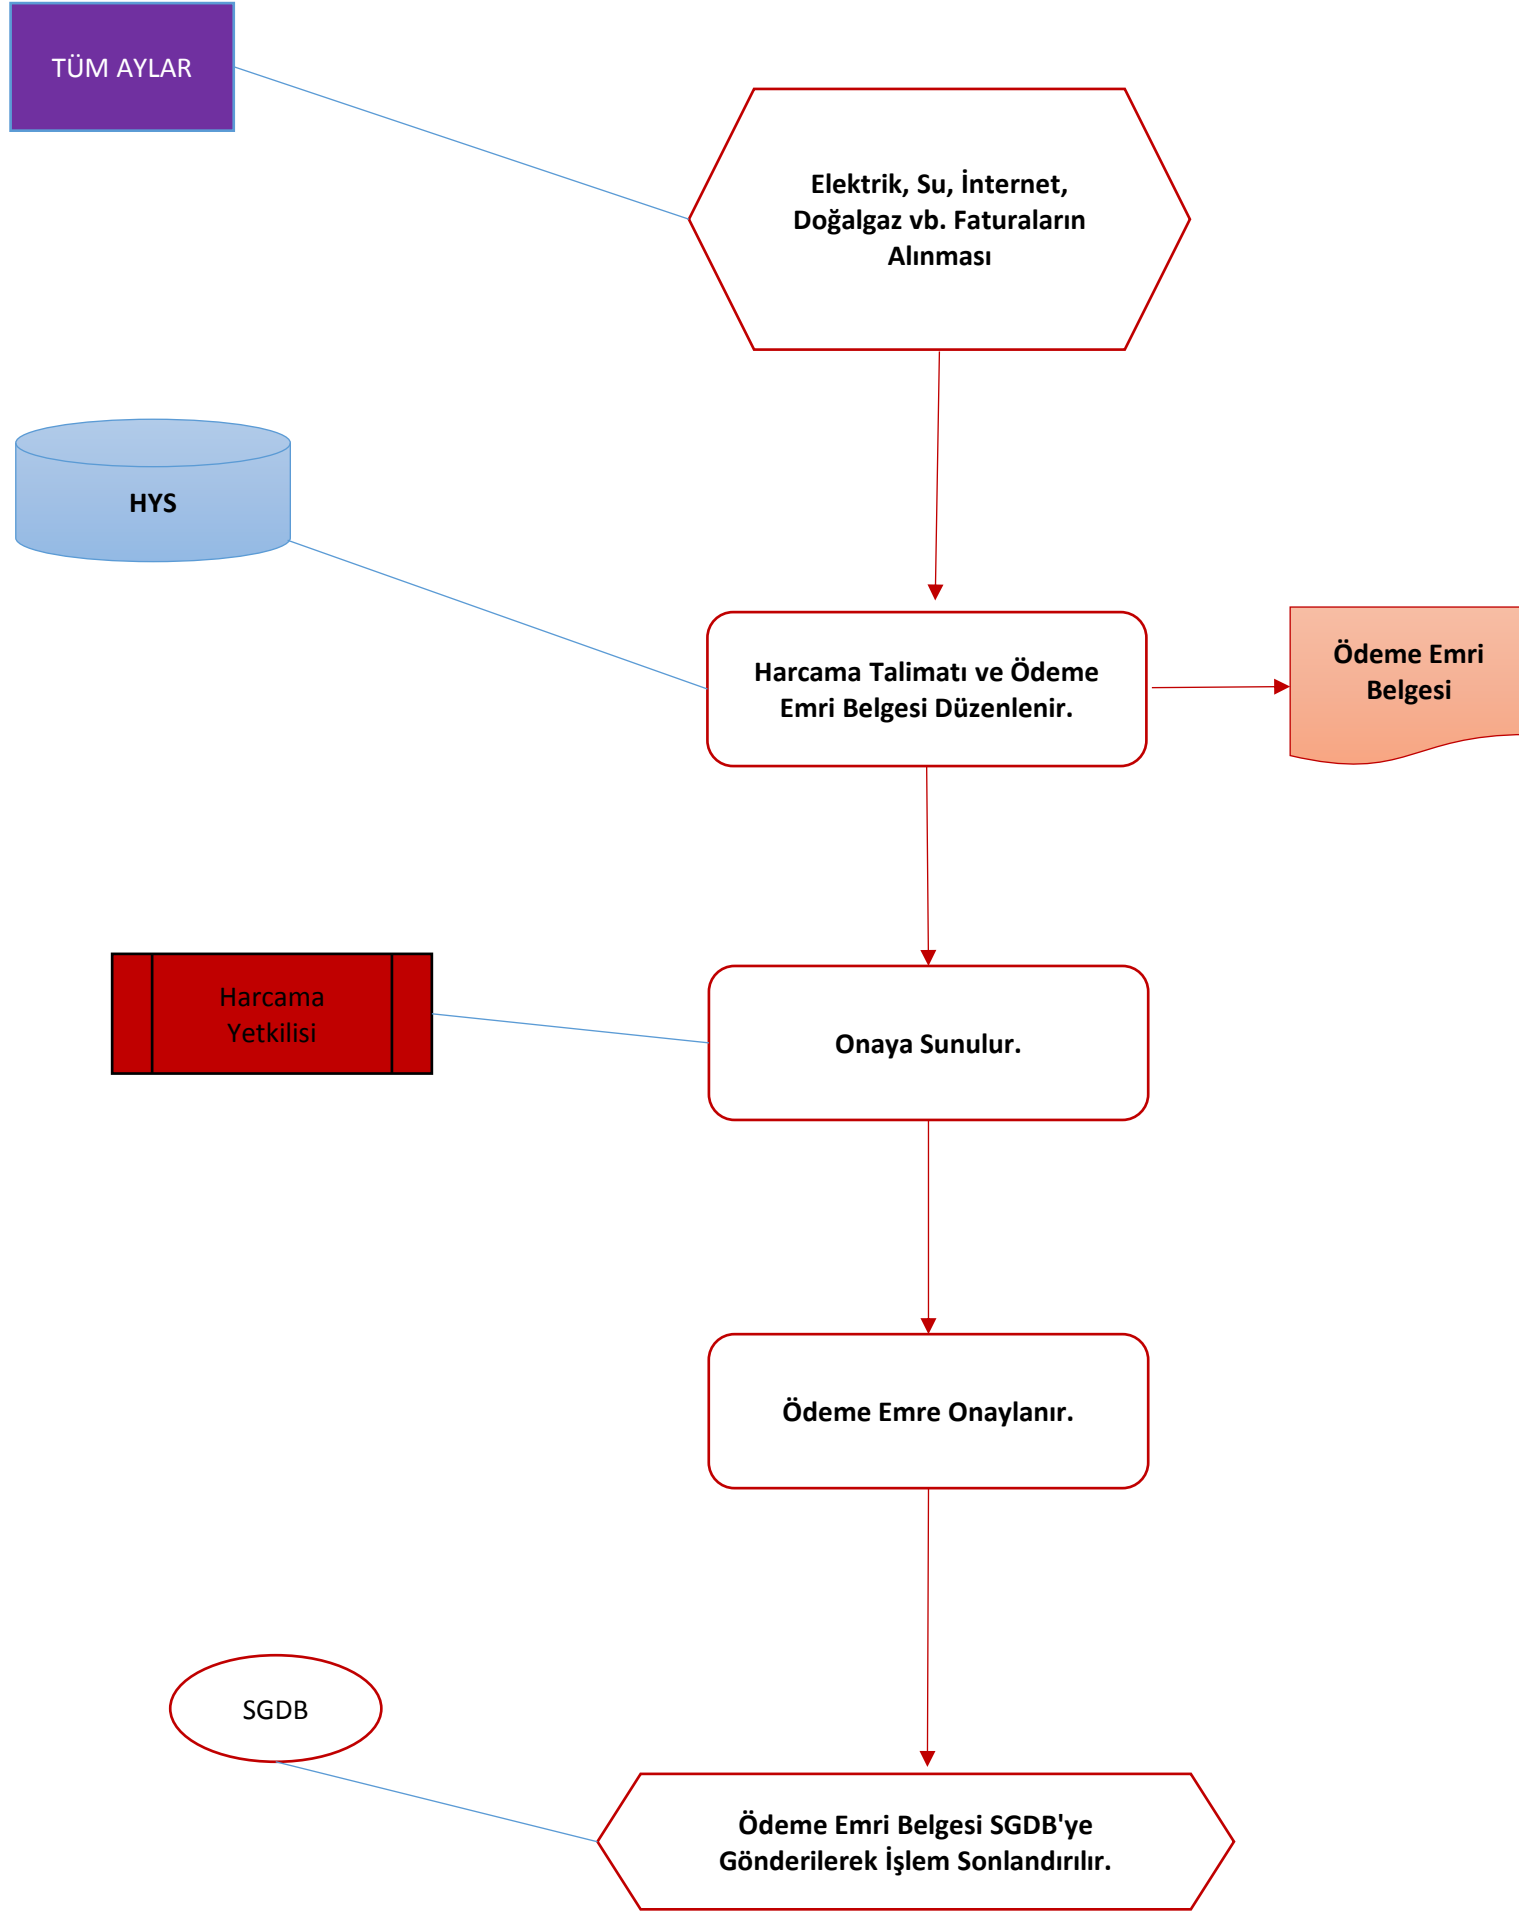 TÜM AYLAR
Elektrik, Su, İnternet,
Doğalgaz vb. Faturaların
Alınması
HYS
Harcama Talimatı ve Ödeme
Emri Belgesi Düzenlenir.
Ödeme Emri
Belgesi
Harcama
Yetkilisi
Onaya Sunulur.
Ödeme Emre Onaylanır.
SGDB
Ödeme Emri Belgesi SGDB'ye
Gönderilerek İşlem Sonlandırılır.